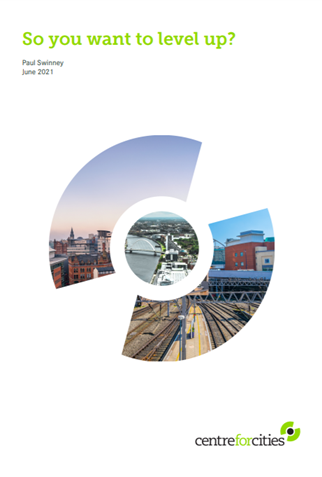 So you want to level up?
Paul Swinney
June 2021
centreforcities